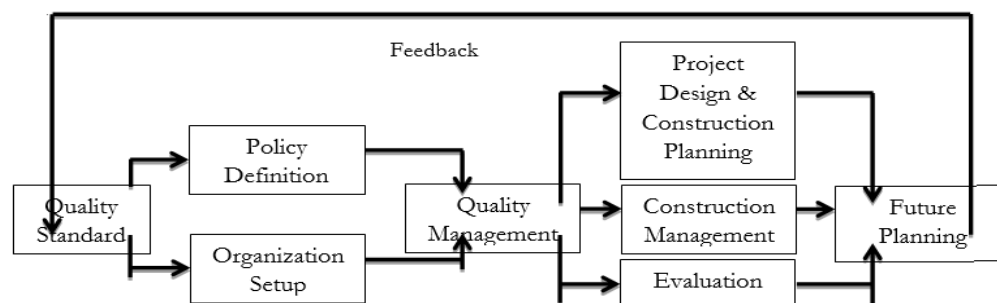 Feedback
Project
Design &
Construction
Planning
Policy
Definition
Quality
Standard
Quality
Management
Construction
Management
Future
Planning
Organization
Setup
Evaluation